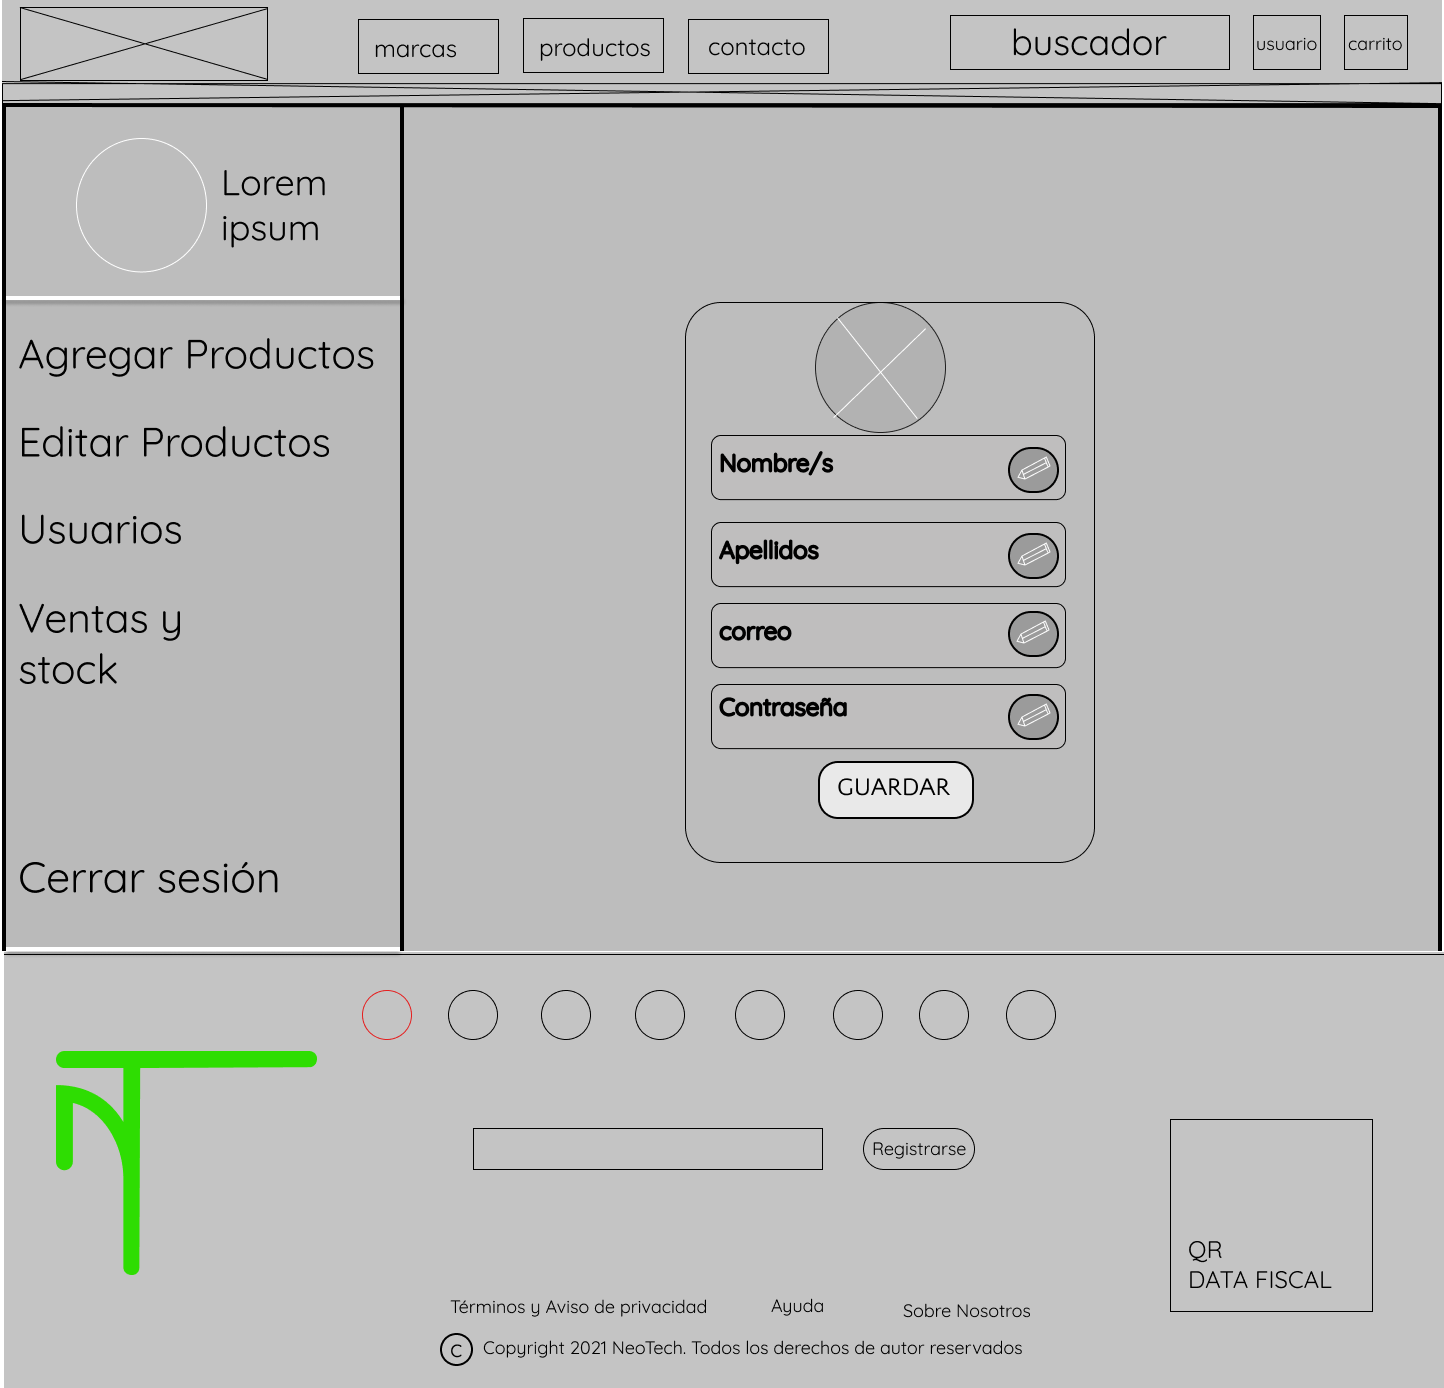 marcas
productos
contacto
buscador
usuario
carrito
Lorem
ipsum
Agregar Productos
Editar Productos
Usuarios
Ventas y
stock
Cerrar sesión
Nombre/s
Apellidos
correo
Contraseña
GUARDAR
Registrarse
QR
DATA FISCAL
Términos y Aviso de privacidad
Ayuda
Sobre Nosotros
C Copyright 2021 NeoTech. Todos los derechos de autor reservados